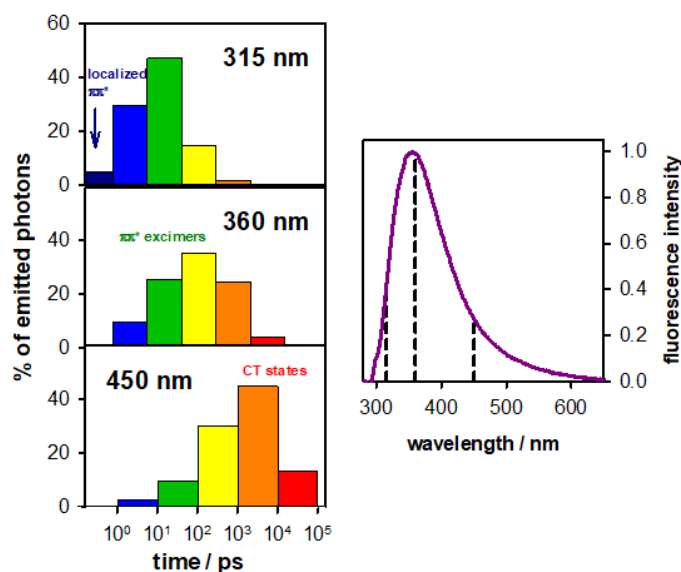 % of emitted photons
60
40
20
0
localized
ππ*
315 nm
40
20
0
ππ* excimers
360 nm
60
40
20
0
450 nm
CT states
10⁰ 10¹ 10² 10³ 10⁴ 10⁵
time / ps
1.0
0.8
0.6
0.4
0.2
0.0
fluorescence intensity
300 400 500 600
wavelength / nm